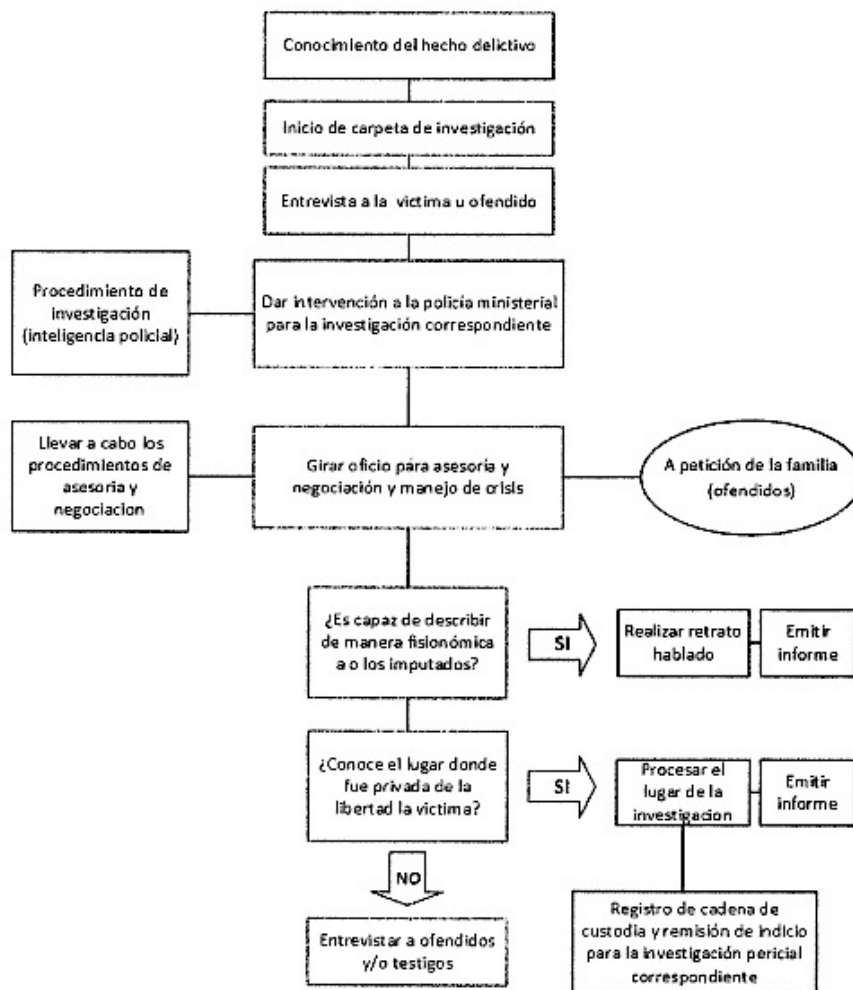 Conocimiento del hecho delictivo
Inicio de carpeta de investigación
Entrevista a la victima u ofendido
Procedimiento de
investigación
(inteligencia policial)
Dar intervención a la policía ministerial
para la investigación correspondiente
Llevar a cabo los
procedimientos de
asesoria y
negociacion
Girar oficio para asesoria y
negociación y manejo de crisis
A petición de la familia
(ofendidos)
¿Es capaz de describir
de manera fisionómica
a o los imputados?
SI
Realizar retrato
hablado
Emitir
informe
¿Conoce el lugar donde
fue privada de la
libertad la victima?
SI
Procesar el
lugar de la
investigacion
Emitir
informe
NO
Entrevistar a ofendidos
y/o testigos
Registro de cadena de
custodia y remisión de indicio
para la investigación pericial
correspondiente